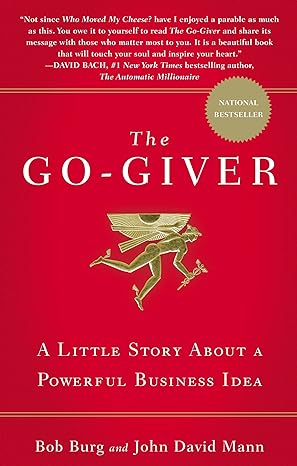 "Not since Who Moved My Cheese? have I enjoyed a parable as much
as this. You owe it to yourself to read The Go-Giver and share its
message with those who matter most to you. It is a beautiful book
that will touch your soul and inspire your heart."
—DAVID BACH, #1 New York Times bestselling author,
The Automatic Millionaire
NATIONAL
BESTSELLER
The
GO-GIVER
A LITTLE STORY ABOUT A
POWERFUL BUSINESS IDEA
Bob Burg and John David Mann